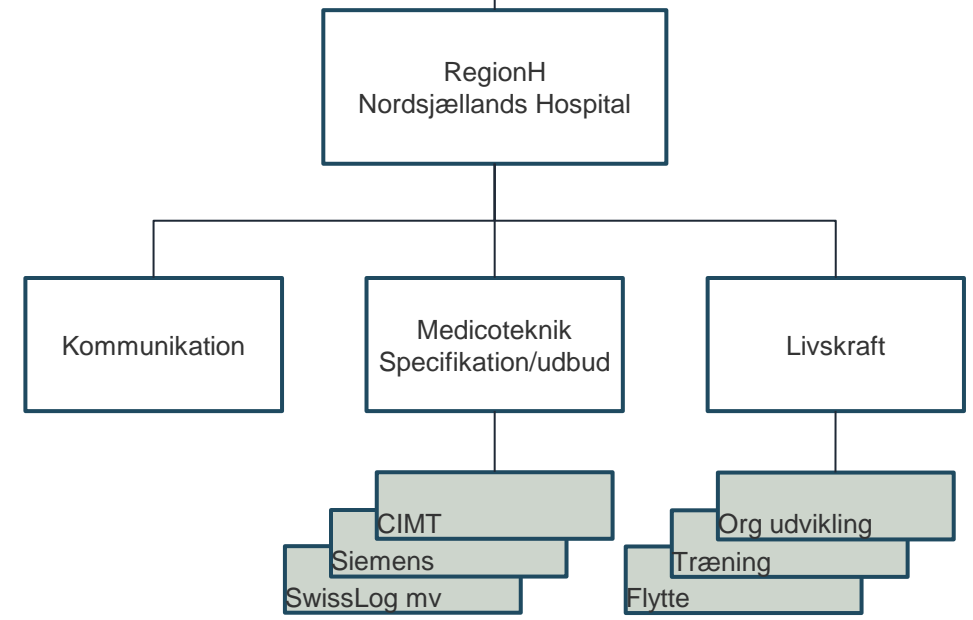 RegionH
Nordsjællands Hospital
Kommunikation
Medicoteknik
Specifikation/udbud
Livskraft
CIMT
Siemens
SwissLog mv
Org udvikling
Træning
Flytte